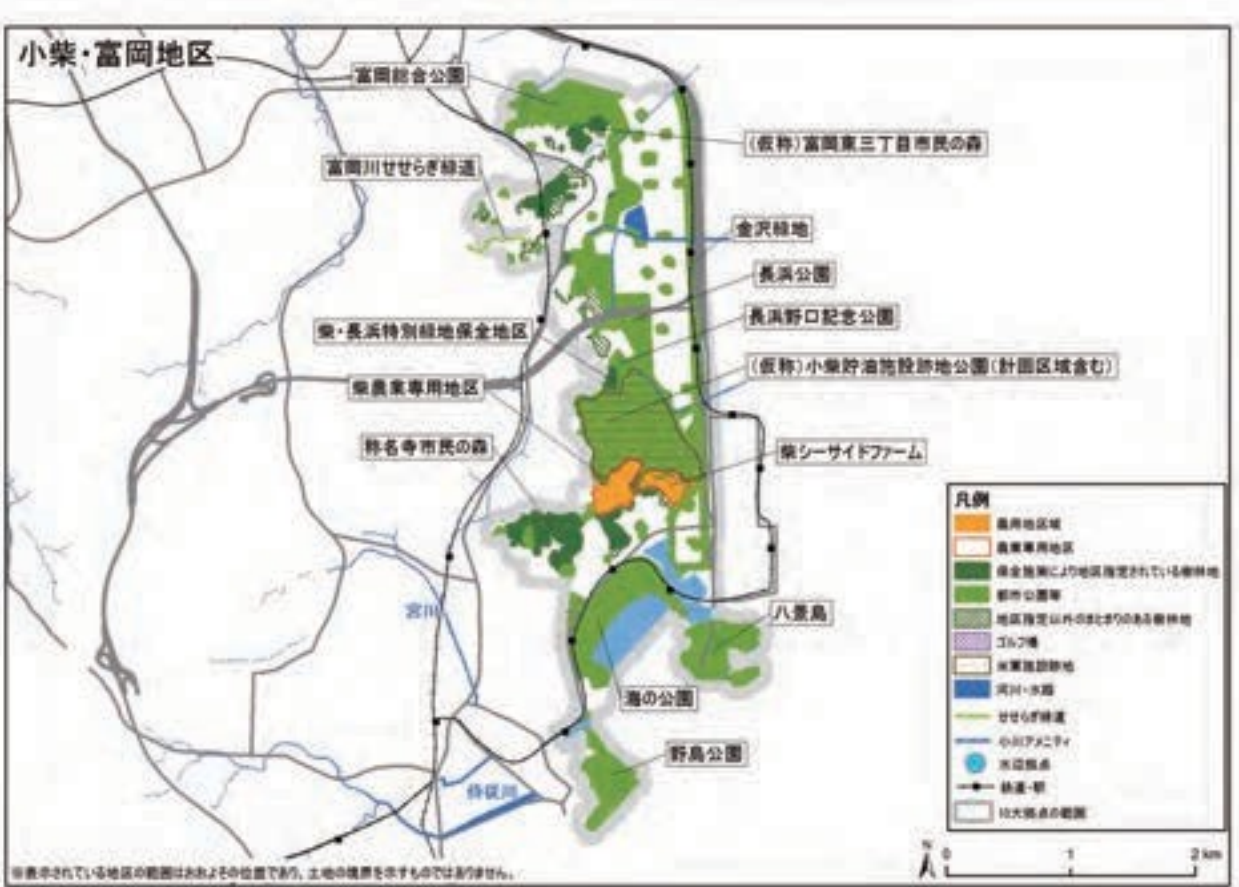 小柴・富岡地区
富岡総合公園
(仮称)富岡東三丁目市民の森
富岡川せせらぎ緑道
金沢緑地
長浜公園
長浜野口記念公園
柴・長浜特別緑地保全地区
(仮称)小柴貯油施設跡地公園(計画区域含む)
柴農業専用地区
称名寺市民の森
柴シーサイドファーム
宮川
八景島
海の公園
野島公園
侍従川
凡例
農用地区域
農業専用地区
保全施策により地区指定されている樹林地
都市公園等
地区指定以外のまとまりのある樹林地
ゴルフ場
米軍施設跡地
河川・水路
せせらぎ緑道
小川アメニティ
水辺拠点
鉄道・駅
10大拠点の範囲
N
0 1 2 km
※表示されている地区の範囲はおおよその位置であり、土地の境界を示すものではありません。